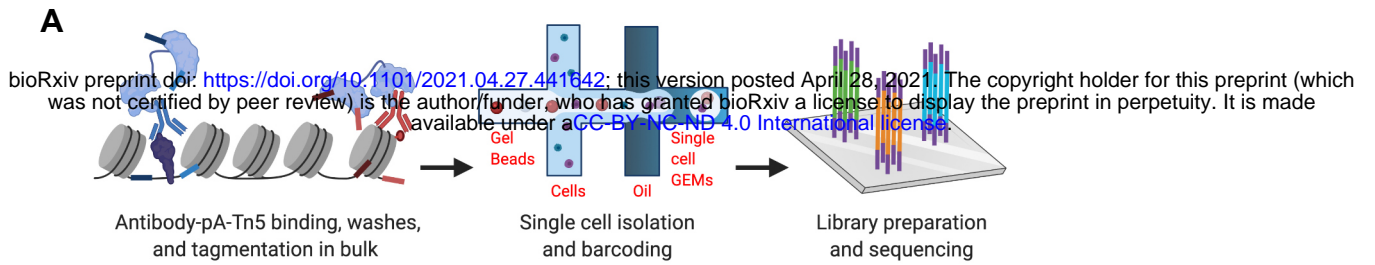 A
bioRxiv preprint doi: https://doi.org/10.1101/2021.04.27.441642; this version posted April 28, 2021. The copyright holder for this preprint (which
was not certified by peer review) is the author/funder, who has granted bioRxiv a license to display the preprint in perpetuity. It is made
available under aCC-BY-NC-ND 4.0 International license.
Gel
Beads
Cells
Oil
Single
cell
GEMs
Antibody-pA-Tn5 binding, washes,
and tagmentation in bulk
Single cell isolation
and barcoding
Library preparation
and sequencing